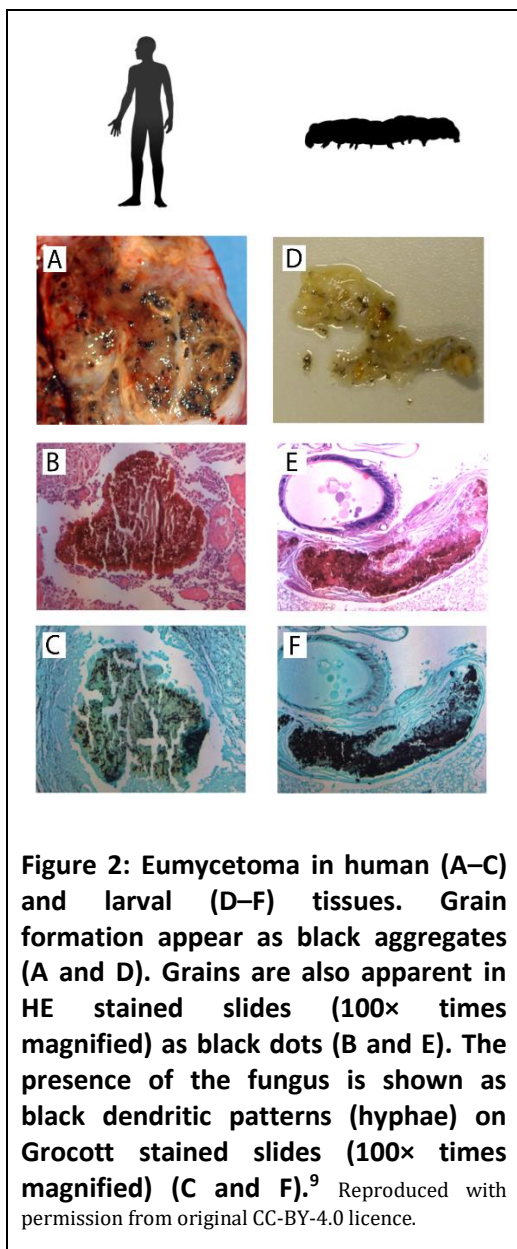 A
D
B
E
C
F
Figure 2: Eumycetoma in human (A–C)
and larval (D–F) tissues. Grain
formation appear as black aggregates
(A and D). Grains are also apparent in
HE stained slides (100× times
magnified) as black dots (B and E). The
presence of the fungus is shown as
black dendritic patterns (hyphae) on
Grocott stained slides (100× times
magnified) (C and F).⁹ Reproduced with
permission from original CC-BY-4.0 licence.